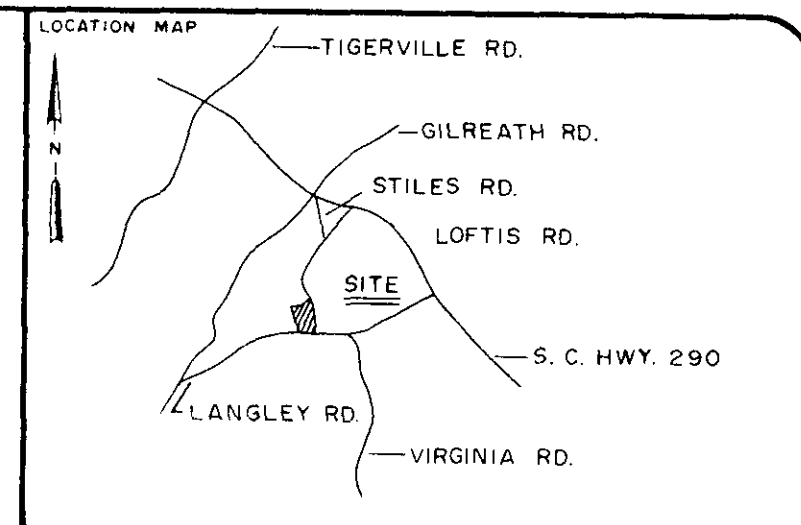 LOCATION MAP
TIGERVILLE RD.
N
GILREATH RD.
STILES RD.
LOFTIS RD.
SITE
S. C. HWY. 290
LANGLEY RD.
VIRGINIA RD.